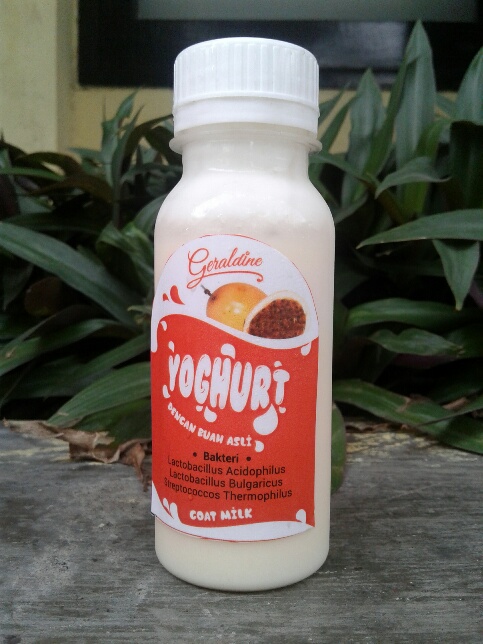 Geraldine
YOGHURT
DENGAN BUAH ASLI
• Bakteri •
Lactobacillus Acidophilus
Lactobacillus Bulgaricus
Streptococcos Thermophilus
GOAT MILK